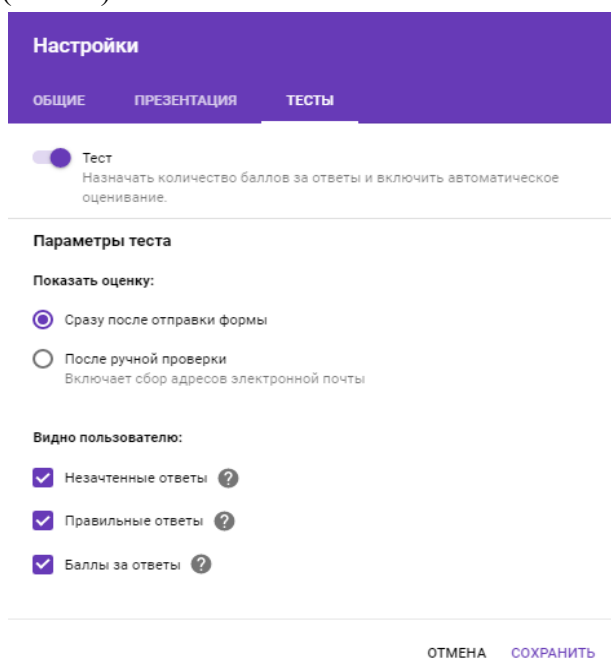 Настройки
ОБЩИЕ ПРЕЗЕНТАЦИЯ ТЕСТЫ
Тест
Назначать количество баллов за ответы и включить автоматическое
оценивание.
Параметры теста
Показать оценку:
Сразу после отправки формы
После ручной проверки
Включает сбор адресов электронной почты
Видно пользователю:
Незачтенные ответы ?
Правильные ответы ?
Баллы за ответы ?
ОТМЕНА СОХРАНИТЬ